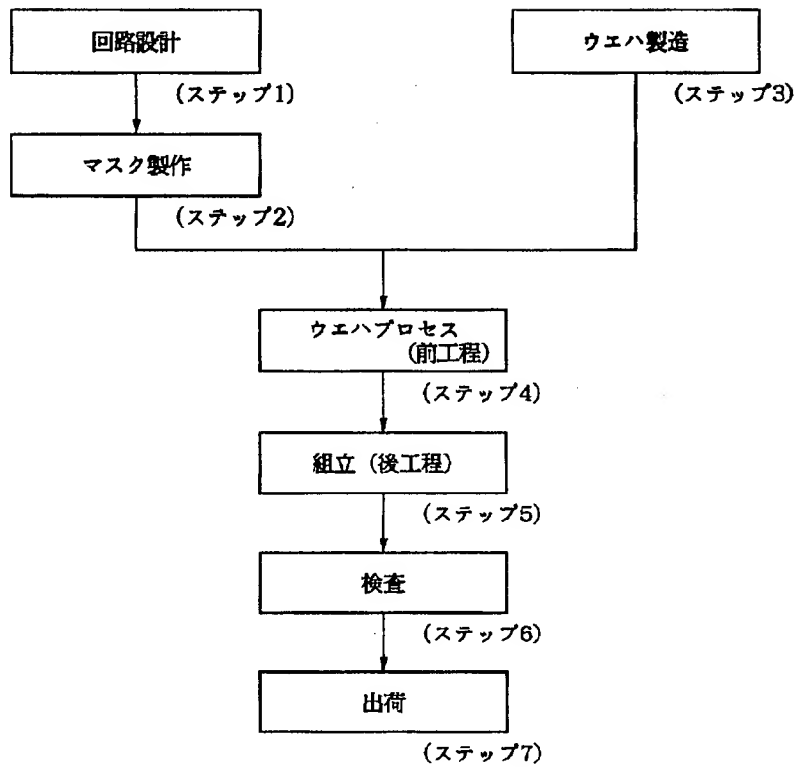 回路設計
(ステップ1)
マスク製作
(ステップ2)
ウエハ製造
(ステップ3)
ウエハプロセス
(前工程)
(ステップ4)
組立（後工程）
(ステップ5)
検査
(ステップ6)
出荷
(ステップ7)